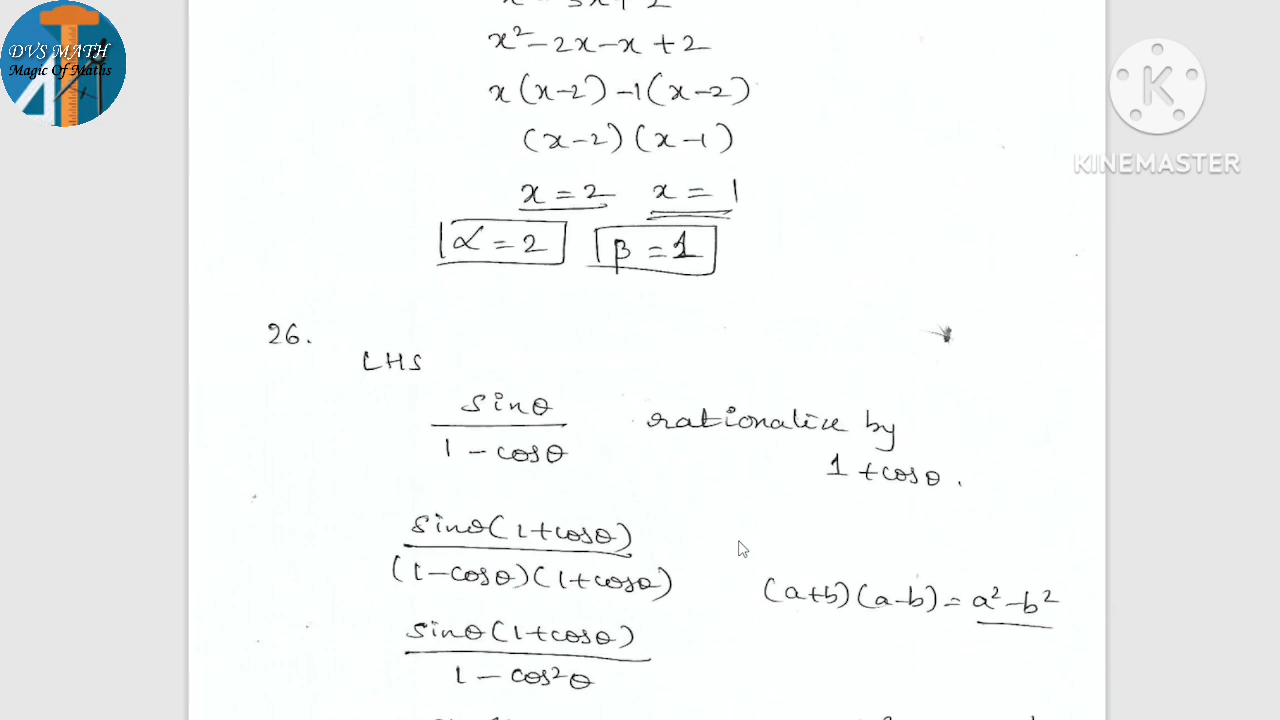 DVS MATH
Magic Of Maths
KINEMASTER
x² - 2x - x + 2
x(x-2) -1(x-2)
(x-2)(x-1)
x = 2 x = 1
α = 2 β = 1
26.
LHS
sinθ
1 - cosθ
rationalize by
1 + cosθ.
sinθ(1+cosθ)
(1-cosθ)(1+cosθ)
(a+b)(a-b) = a² - b²
sinθ(1+cosθ)
1 - cos²θ